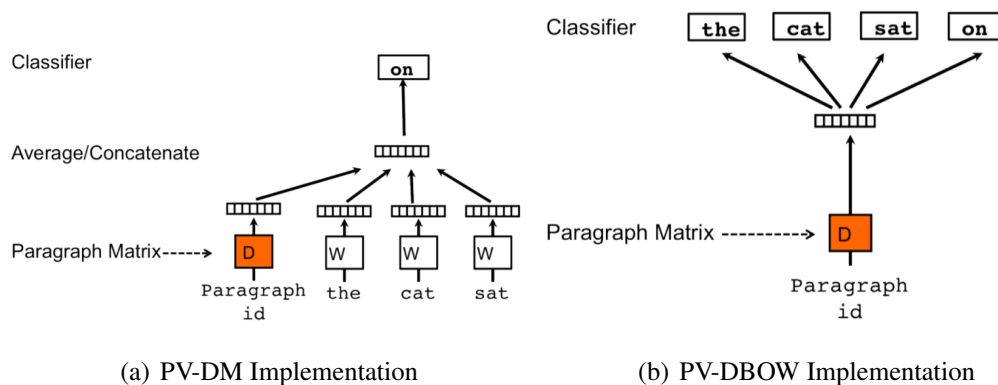 Classifier
on
Average/Concatenate
Paragraph Matrix
D
W
W
W
Paragraph
id
the
cat
sat
(a) PV-DM Implementation
Classifier
the
cat
sat
on
Paragraph Matrix
D
Paragraph
id
(b) PV-DBOW Implementation